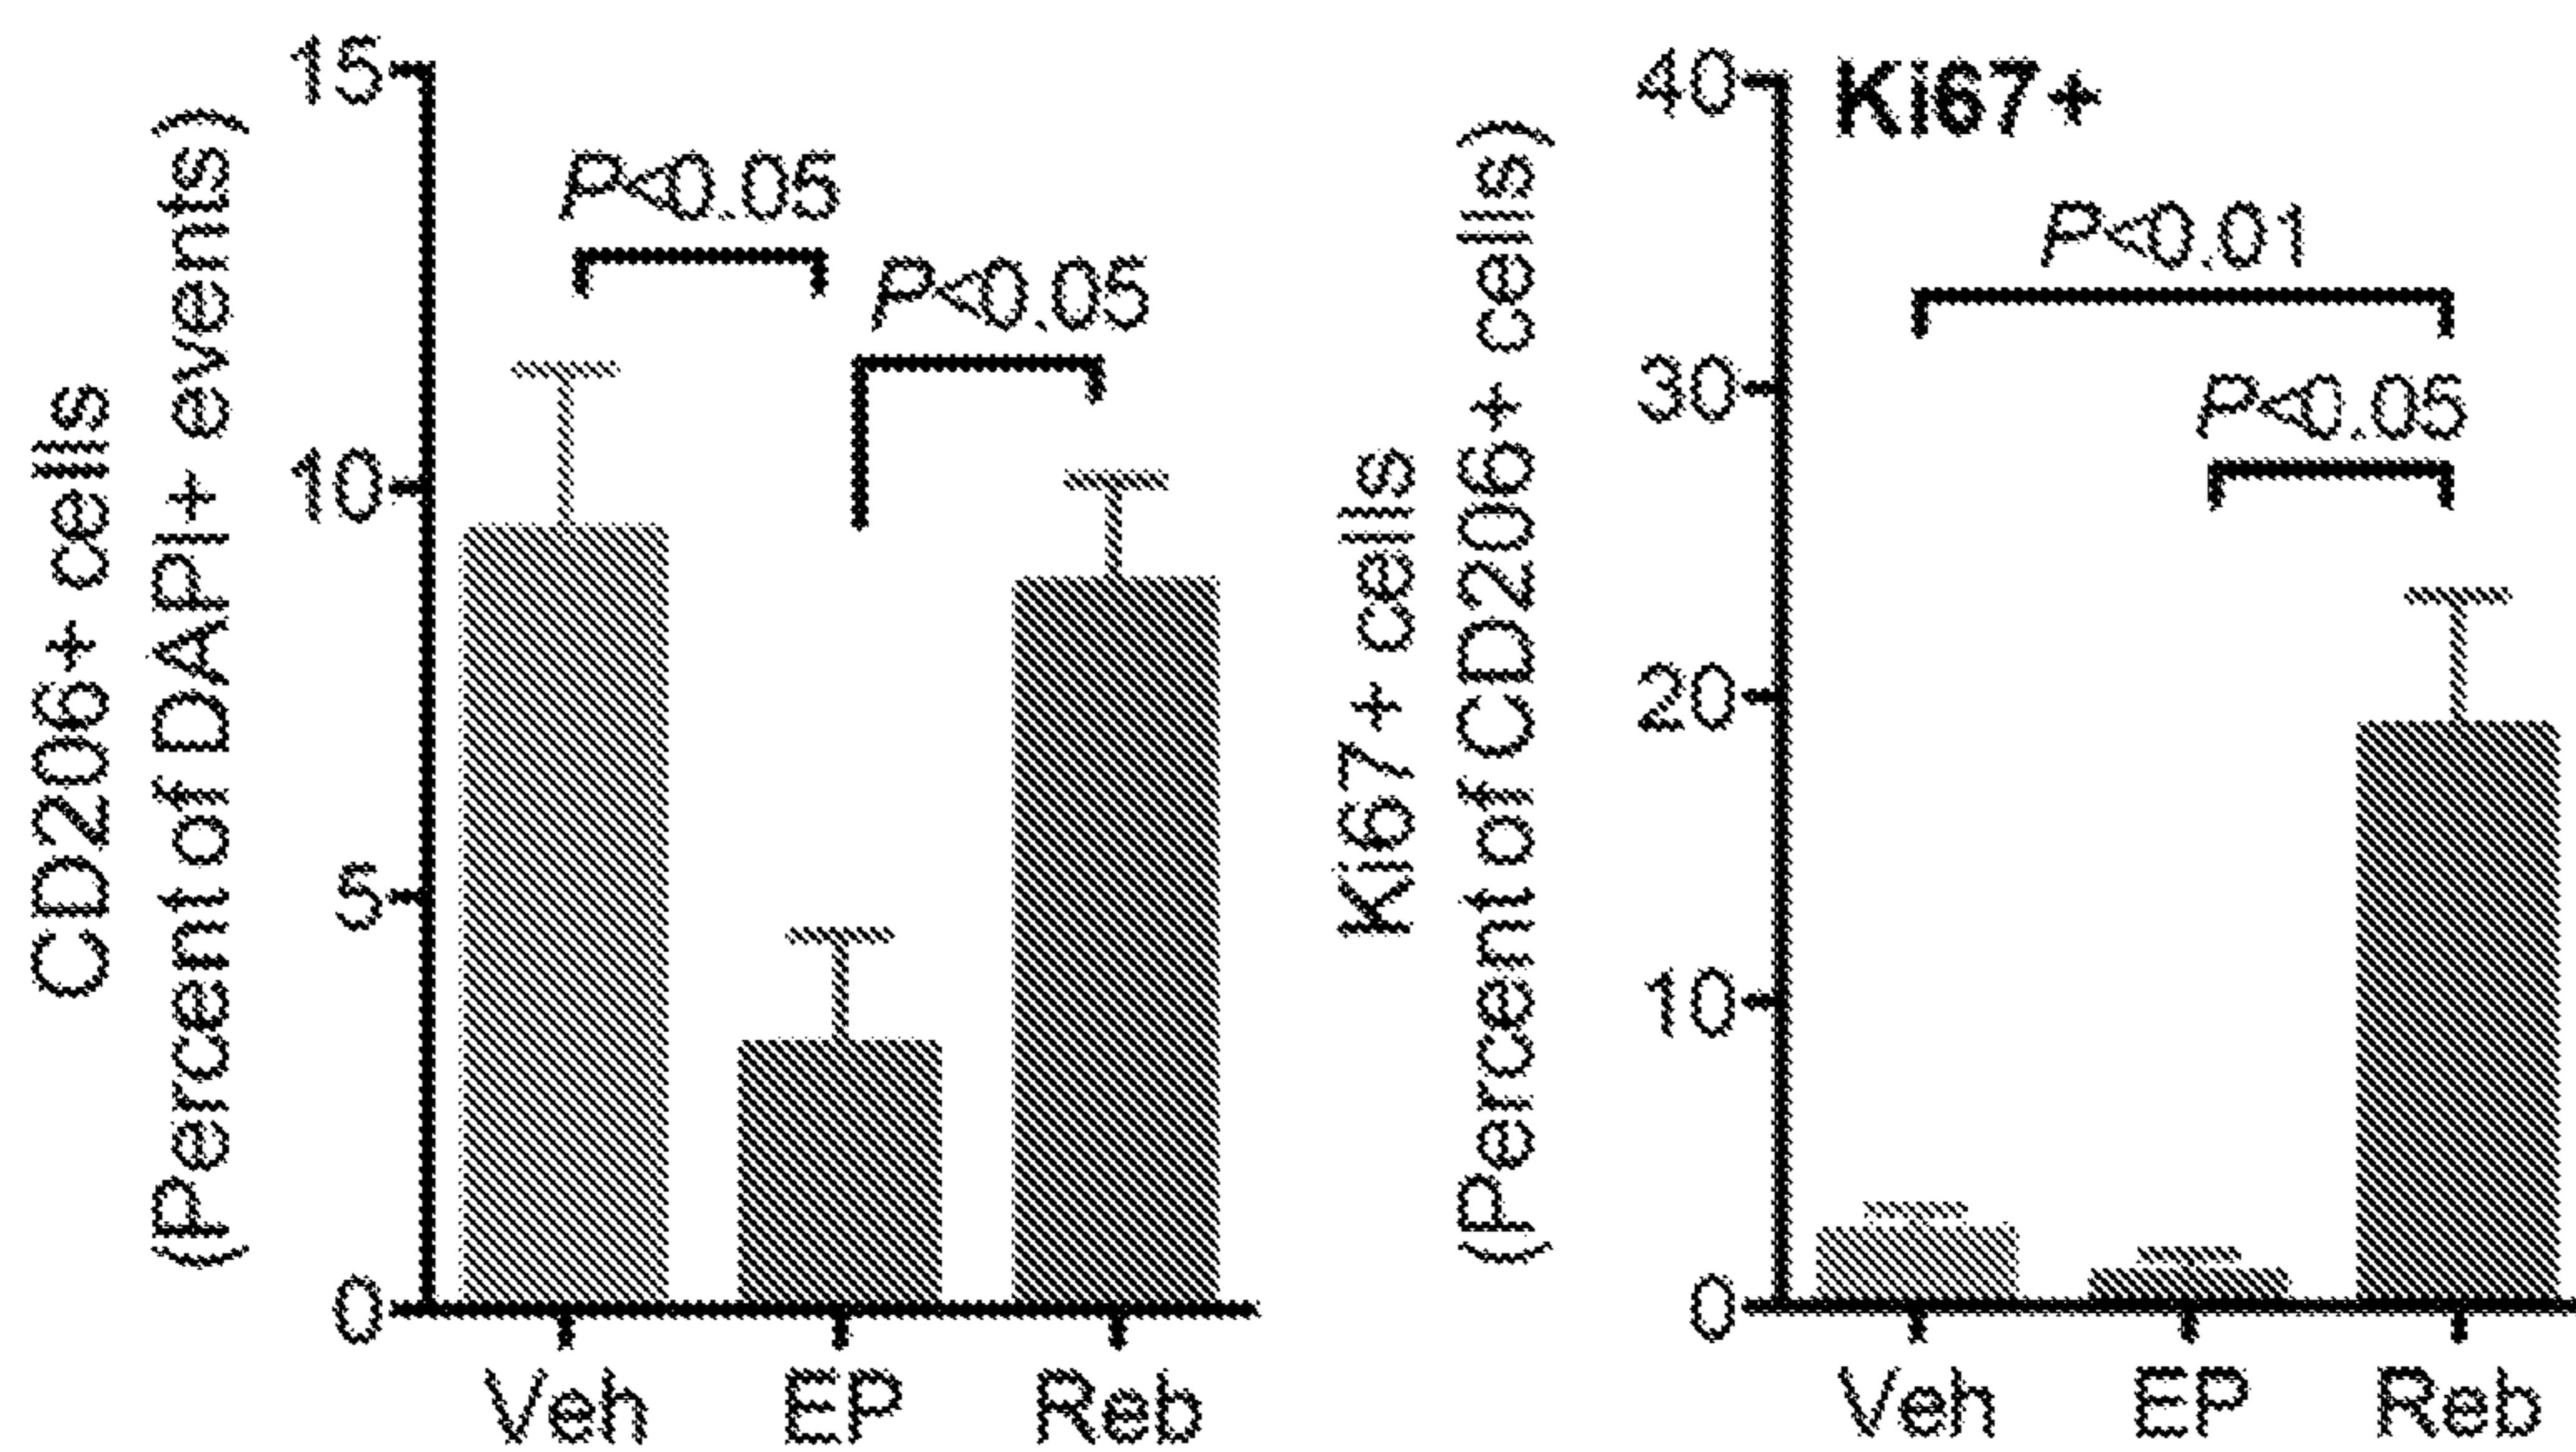 CD206+ cells
(Percent of DAPI+ events)
15
10
5
0
P<0.05
P<0.05
Veh
EP
Reb
Ki67+ cells
(Percent of CD206+ cells)
40
30
20
10
0
Ki67+
P<0.01
P<0.05
Veh
EP
Reb